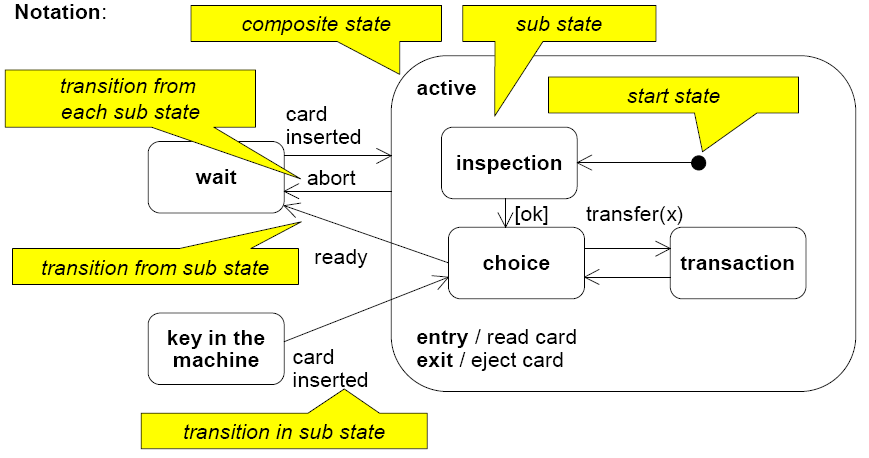 Notation:
composite state
sub state
transition from
each sub state
active
start state
card
inserted
wait
abort
inspection
[ok]
transfer(x)
transition from sub state
ready
choice
transaction
key in the
machine
card
inserted
entry / read card
exit / eject card
transition in sub state